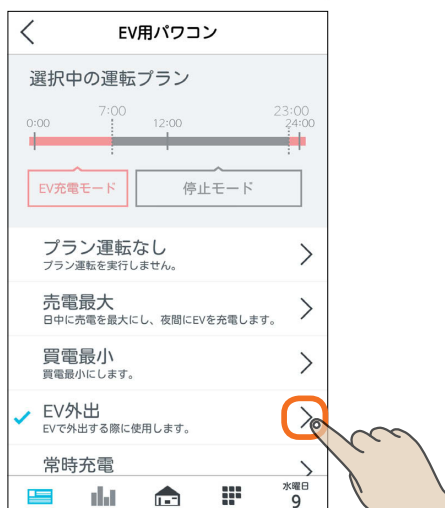 EV用パワコン
選択中の運転プラン
7:00 23:00
0:00 12:00 24:00
EV充電モード 停止モード
プラン運転なし
プラン運転を実行しません。
売電最大
日中に売電を最大にし、夜間にEVを充電します。
買電最小
買電最小にします。
EV外出
EVで外出する際に使用します。
常時充電
水曜日
9